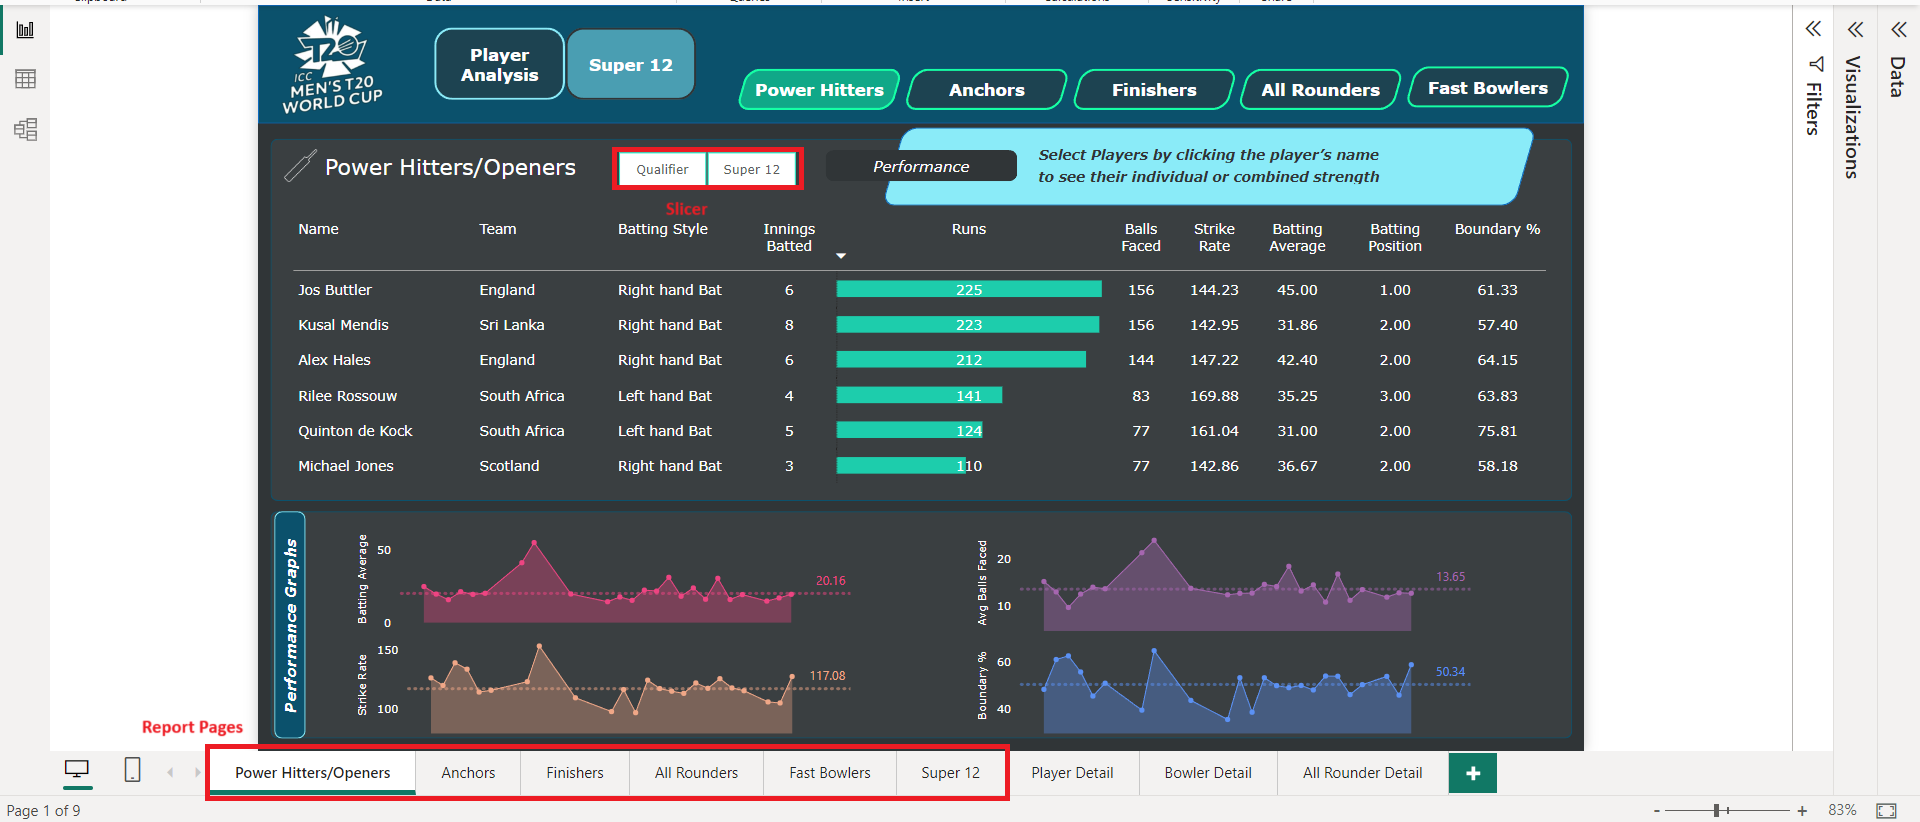 Clipboard
Data
Queries
Insert
Calculations
Sensitivity
Share
ICC
MEN'S T20
WORLD CUP
Player
Analysis
Super 12
Power Hitters
Anchors
Finishers
All Rounders
Fast Bowlers
Filters
Visualizations
Data
Power Hitters/Openers
Qualifier
Super 12
Slicer
Performance
Select Players by clicking the player's name
to see their individual or combined strength
Name Team Batting Style Innings Batted Runs Balls Faced Strike Rate Batting Average Batting Position Boundary %
Jos Buttler England Right hand Bat 6 225 156 144.23 45.00 1.00 61.33
Kusal Mendis Sri Lanka Right hand Bat 8 223 156 142.95 31.86 2.00 57.40
Alex Hales England Right hand Bat 6 212 144 147.22 42.40 2.00 64.15
Rilee Rossouw South Africa Left hand Bat 4 141 83 169.88 35.25 3.00 63.83
Quinton de Kock South Africa Left hand Bat 5 124 77 161.04 31.00 2.00 75.81
Michael Jones Scotland Right hand Bat 3 110 77 142.86 36.67 2.00 58.18
Performance Graphs
Batting Average
50
0
20.16
Avg Balls Faced
20
10
13.65
Strike Rate
150
100
117.08
Boundary %
60
40
50.34
Report Pages
Power Hitters/Openers
Anchors
Finishers
All Rounders
Fast Bowlers
Super 12
Player Detail
Bowler Detail
All Rounder Detail
+
Page 1 of 9
- + 83%